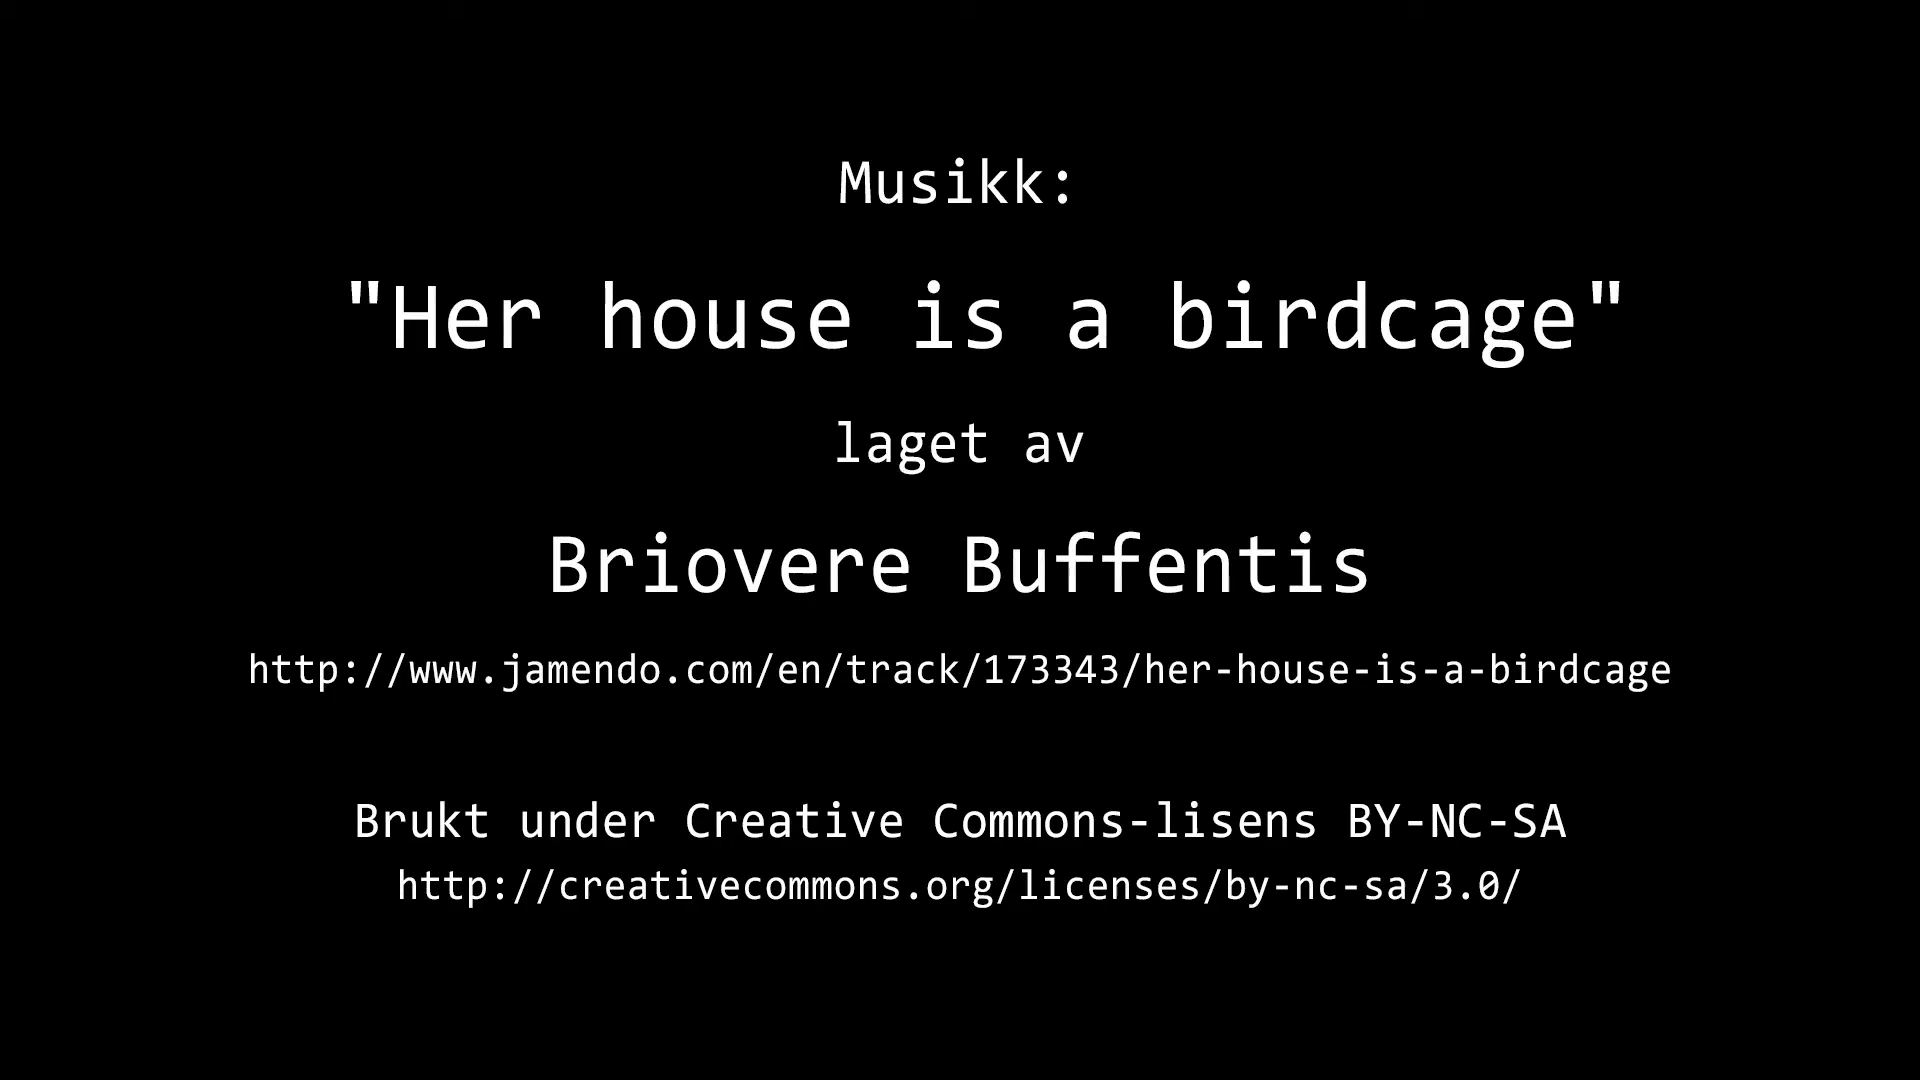 Musikk:
"Her house is a birdcage"
laget av
Briovere Buffentis
http://www.jamendo.com/en/track/173343/her-house-is-a-birdcage
Brukt under Creative Commons-lisens BY-NC-SA
http://creativecommons.org/licenses/by-nc-sa/3.0/